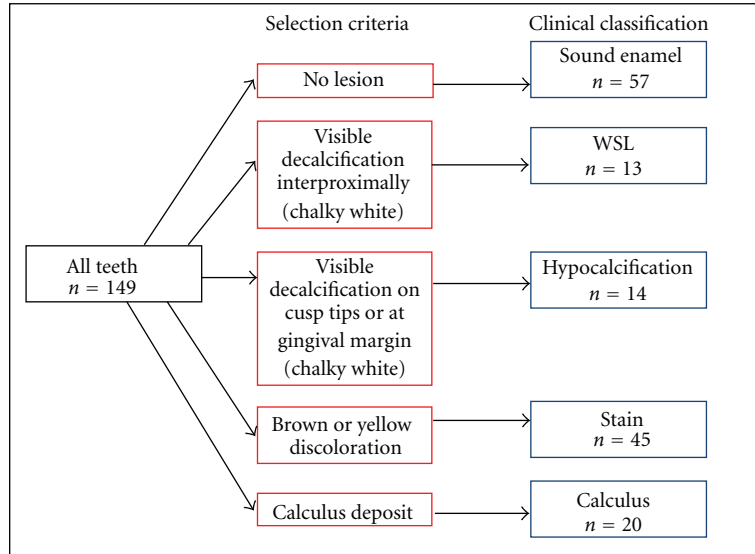 Selection criteria
Clinical classification
No lesion
Sound enamel
n = 57
Visible
decalcification
interproximally
(chalky white)
WSL
n = 13
All teeth
n = 149
Visible
decalcification on
cusp tips or at
gingival margin
(chalky white)
Hypocalcification
n = 14
Brown or yellow
discoloration
Stain
n = 45
Calculus deposit
Calculus
n = 20